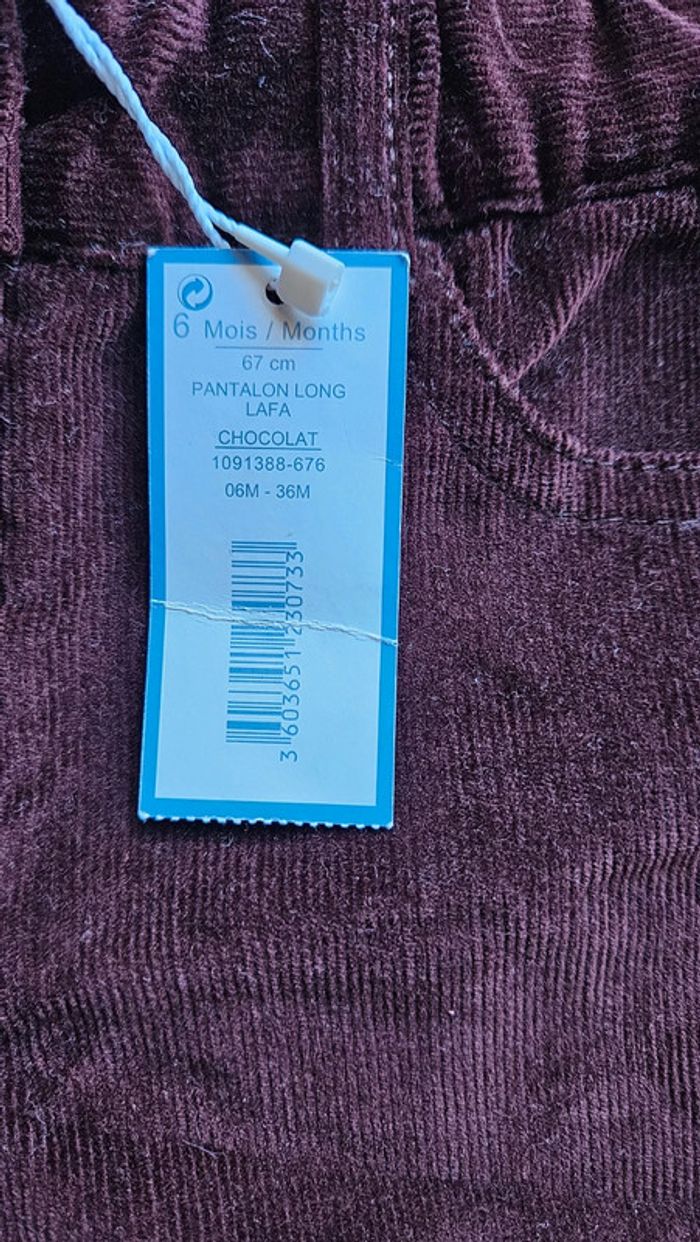 6 Mois / Months
67 cm
PANTALON LONG
LAFA
CHOCOLAT
1091388-676
06M - 36M
3 603651 230733